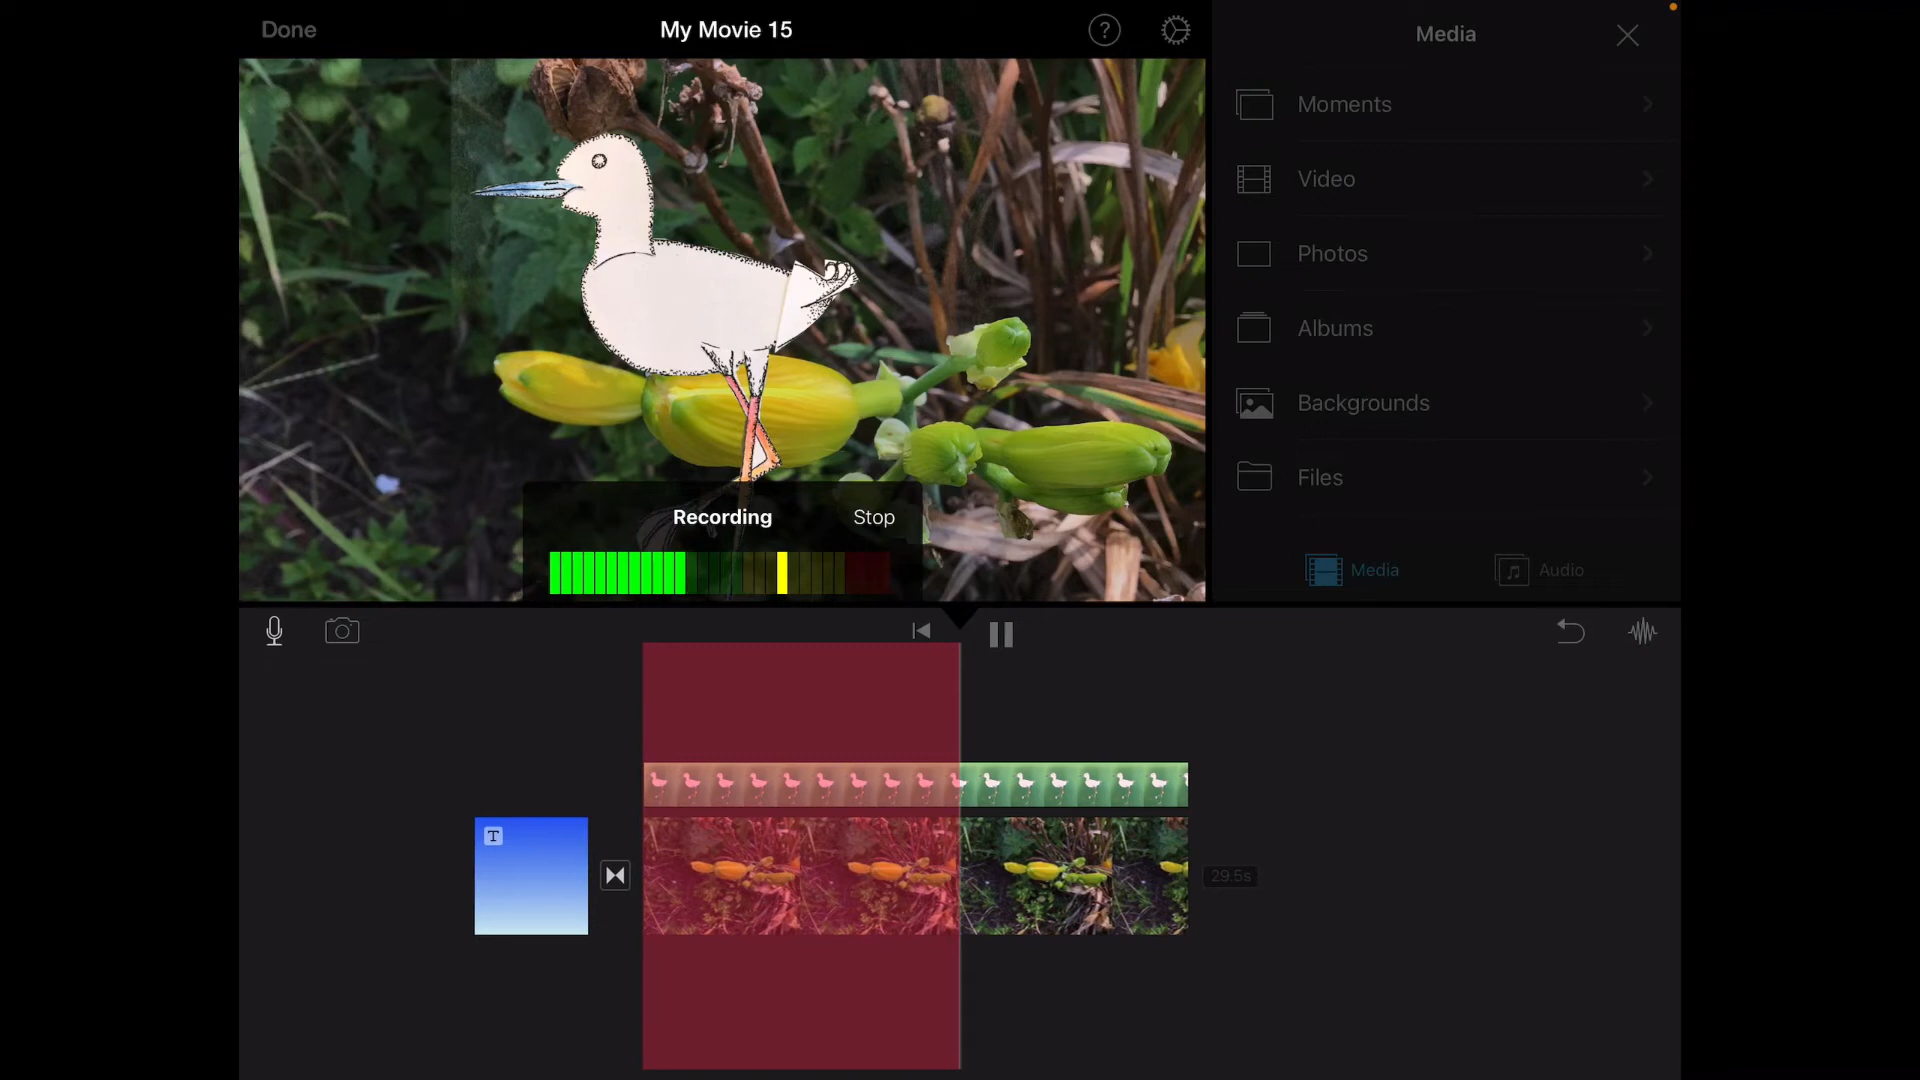 Done
My Movie 15
?
Media
Moments
Video
Photos
Albums
Backgrounds
Files
Recording
Stop
Media
Audio
T
29.5s